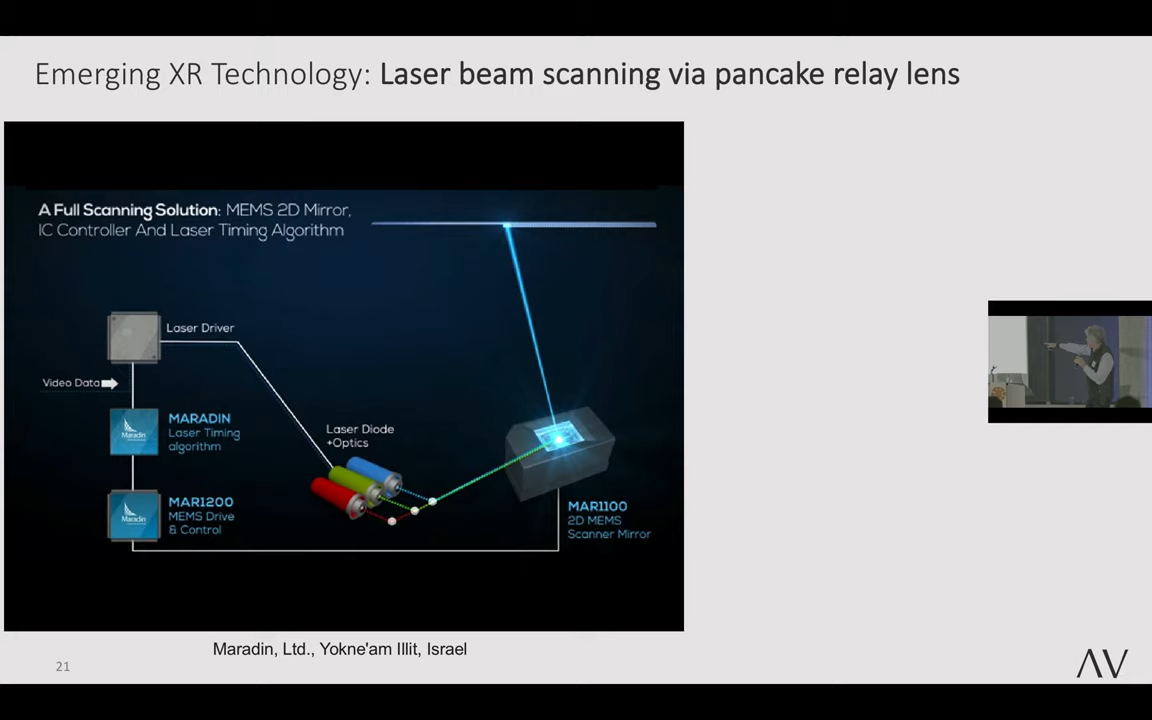 Emerging XR Technology: Laser beam scanning via pancake relay lens
A Full Scanning Solution: MEMS 2D Mirror,
IC Controller And Laser Timing Algorithm
Laser Driver
Video Data
MARADIN
Laser Timing
algorithm
Maradin
Laser Diode
+Optics
MAR1200
MEMS Drive
& Control
Maradin
MAR1100
2D MEMS
Scanner Mirror
Maradin, Ltd., Yokne'am Illit, Israel
21
AV